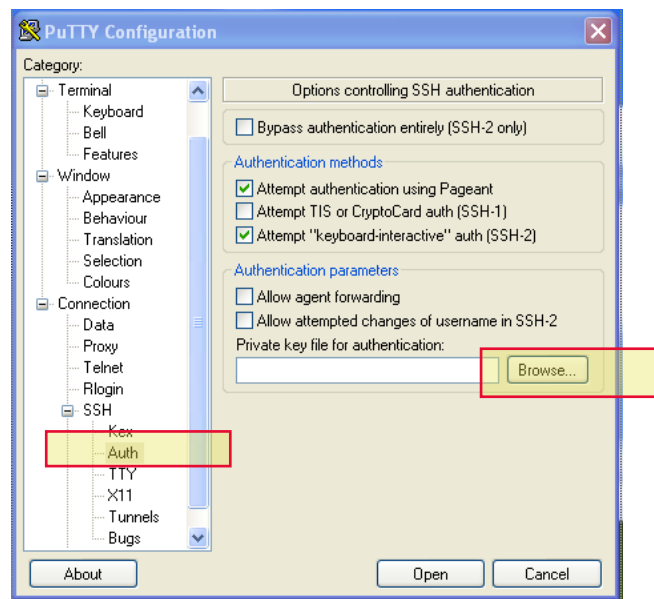 PuTTY Configuration
Category:
Terminal
Keyboard
Bell
Features
Window
Appearance
Behaviour
Translation
Selection
Colours
Connection
Data
Proxy
Telnet
Rlogin
SSH
Kex
Auth
TTY
X11
Tunnels
Bugs
Options controlling SSH authentication
Bypass authentication entirely (SSH-2 only)
Authentication methods
Attempt authentication using Pageant
Attempt TIS or CryptoCard auth (SSH-1)
Attempt "keyboard-interactive" auth (SSH-2)
Authentication parameters
Allow agent forwarding
Allow attempted changes of username in SSH-2
Private key file for authentication:
Browse...
About
Open
Cancel